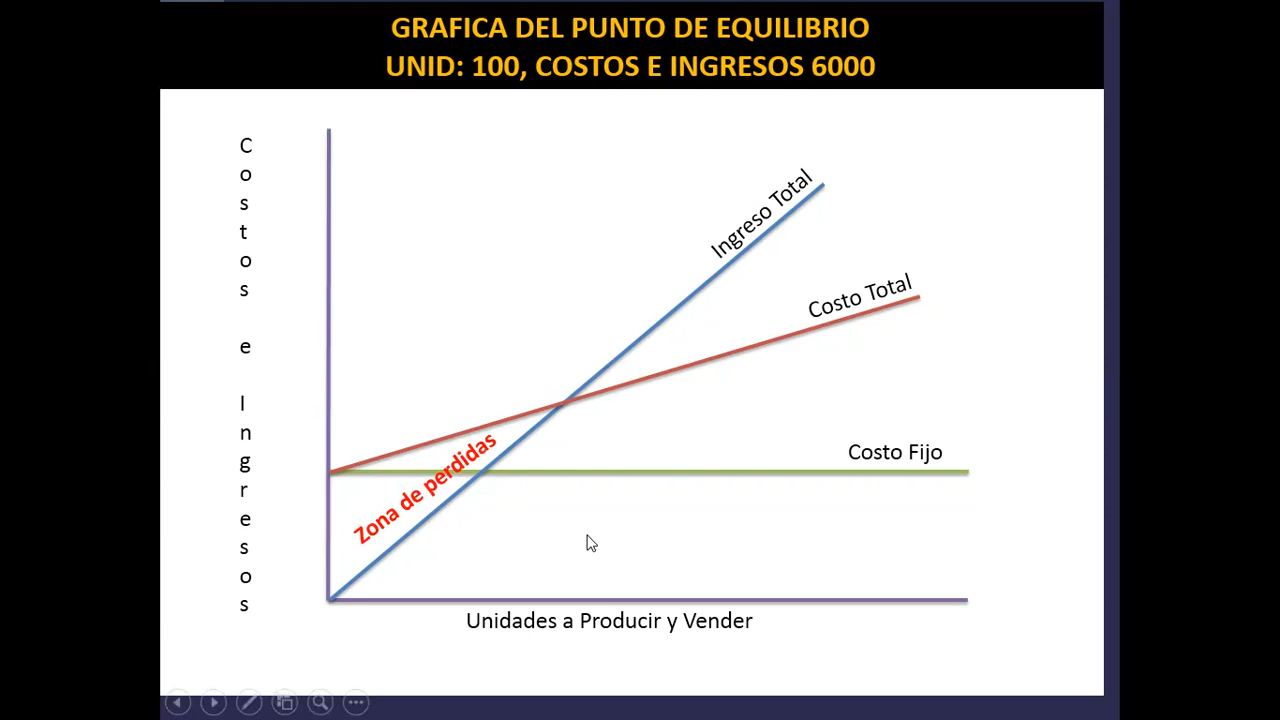 GRAFICA DEL PUNTO DE EQUILIBRIO
UNID: 100, COSTOS E INGRESOS 6000
Costos e Ingresos
Ingreso Total
Costo Total
Costo Fijo
Zona de perdidas
Unidades a Producir y Vender